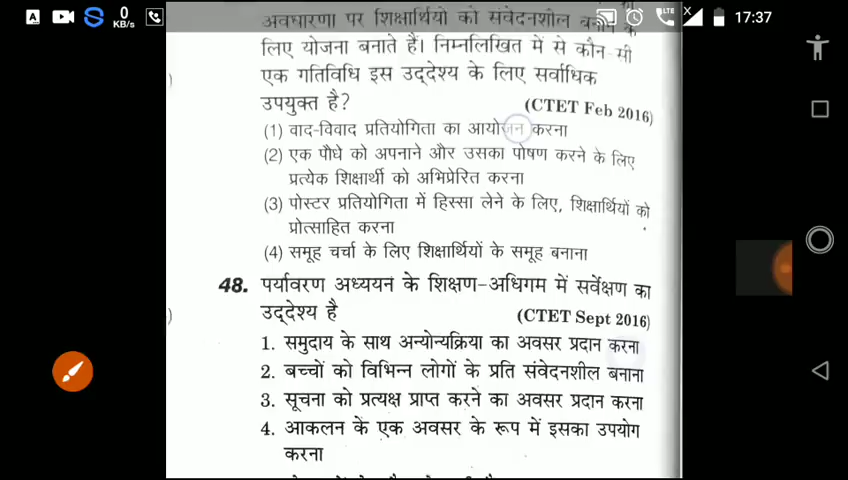 A 0 KB/s LTE X 17:37
अवधारणा पर शिक्षार्थियों को संवेदनशील बनाने के
लिए योजना बनाते हैं। निम्नलिखित में से कौन-सी
एक गतिविधि इस उद्देश्य के लिए सर्वाधिक
उपयुक्त है?
(CTET Feb 2016)
(1) वाद-विवाद प्रतियोगिता का आयोजन करना
(2) एक पौधे को अपनाने और उसका पोषण करने के लिए
प्रत्येक शिक्षार्थी को अभिप्रेरित करना
(3) पोस्टर प्रतियोगिता में हिस्सा लेने के लिए, शिक्षार्थियों को
प्रोत्साहित करना
(4) समूह चर्चा के लिए शिक्षार्थियों के समूह बनाना
48. पर्यावरण अध्ययन के शिक्षण-अधिगम में सर्वेक्षण का
उद्देश्य है
(CTET Sept 2016)
1. समुदाय के साथ अन्योन्यक्रिया का अवसर प्रदान करना
2. बच्चों को विभिन्न लोगों के प्रति संवेदनशील बनाना
3. सूचना को प्रत्यक्ष प्राप्त करने का अवसर प्रदान करना
4. आकलन के एक अवसर के रूप में इसका उपयोग
करना